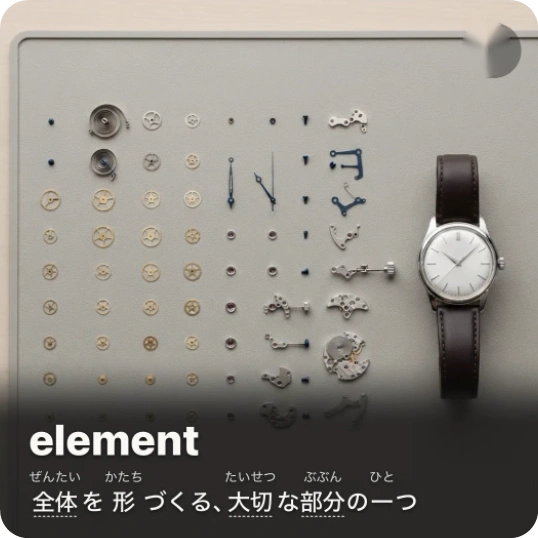 element
ぜんたい かたち たいせつ ぶぶん ひと
全体を形づくる、大切な部分の一つ